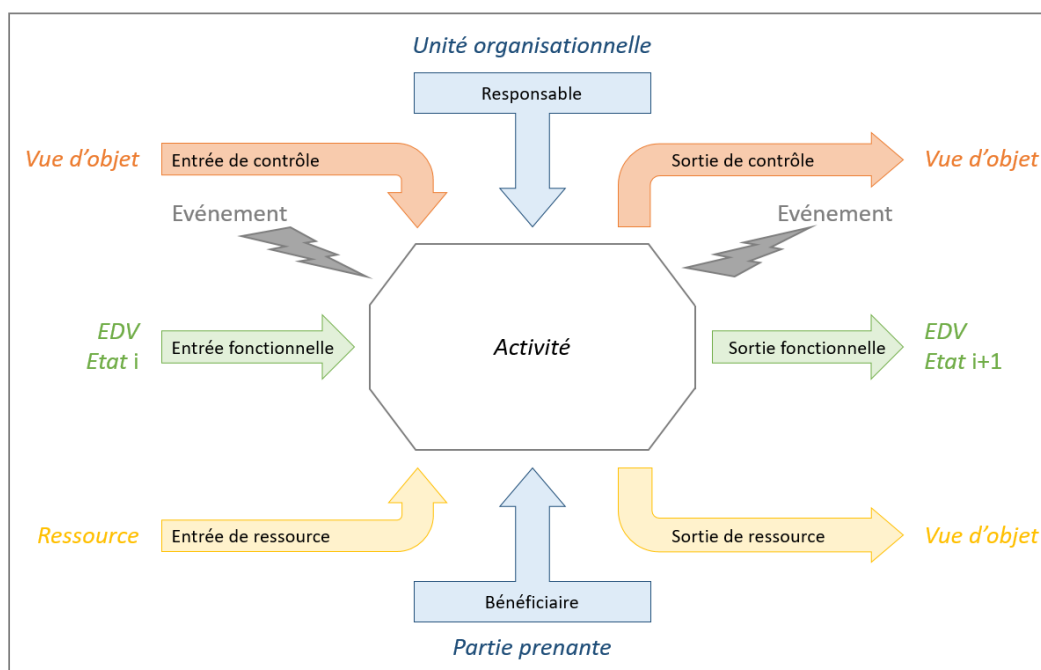 Unité organisationnelle
Responsable
Vue d’objet
Entrée de contrôle
Sortie de contrôle
Vue d’objet
Evénement
Evénement
EDV
Etat i
Entrée fonctionnelle
Activité
Sortie fonctionnelle
EDV
Etat i+1
Ressource
Entrée de ressource
Sortie de ressource
Vue d’objet
Bénéficiaire
Partie prenante